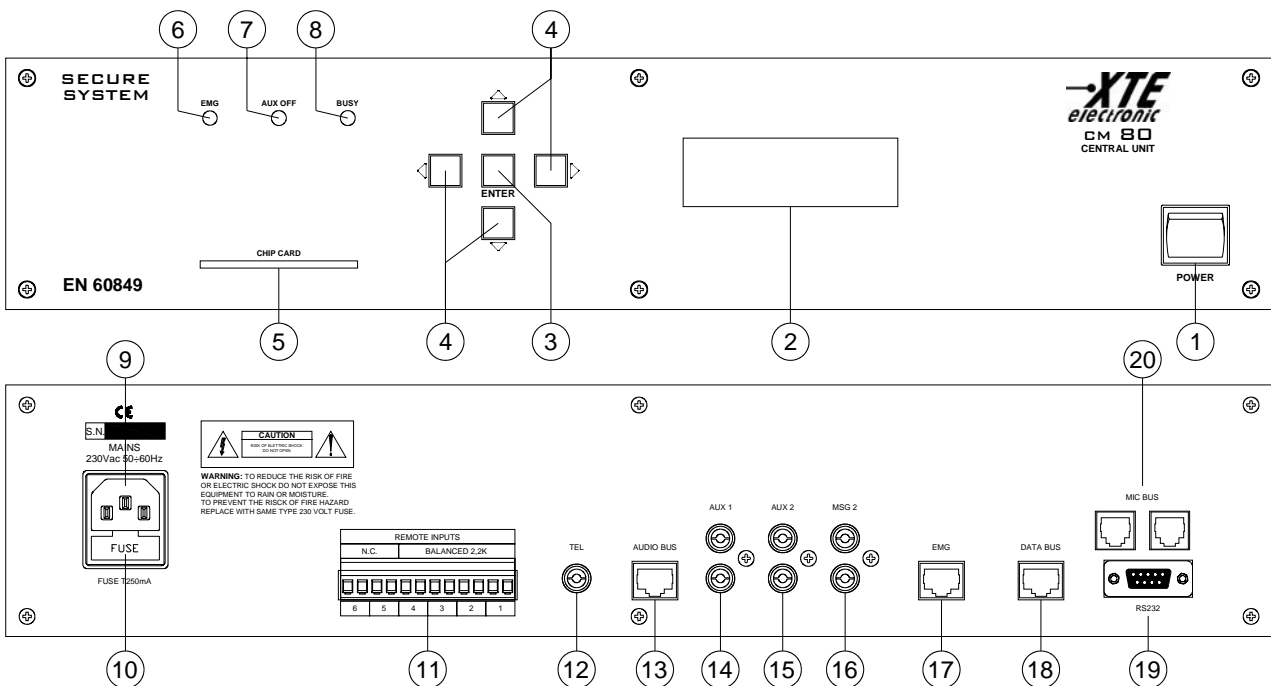 6 7 8 4
SECURE
SYSTEM
EMG AUX OFF BUSY
XTE
electronic
CM 80
CENTRAL UNIT
ENTER
CHIP CARD
EN 60849
POWER
5 4 3 2 1
9 20
CE
S.N.
MAINS
230Vac 50÷60Hz
FUSE
FUSE T250mA
CAUTION
RISK OF ELETTRIC SHOCK
DO NOT OPEN
WARNING: TO REDUCE THE RISK OF FIRE
OR ELECTRIC SHOCK DO NOT EXPOSE THIS
EQUIPMENT TO RAIN OR MOISTURE.
TO PREVENT THE RISCK OF FIRE HAZARD
REPLACE WITH SAME TYPE 230 VOLT FUSE.
REMOTE INPUTS
N.C. BALANCED 2,2K
6 5 4 3 2 1
TEL
AUDIO BUS
AUX 1
AUX 2
MSG 2
EMG
DATA BUS
MIC BUS
RS232
10 11 12 13 14 15 16 17 18 19